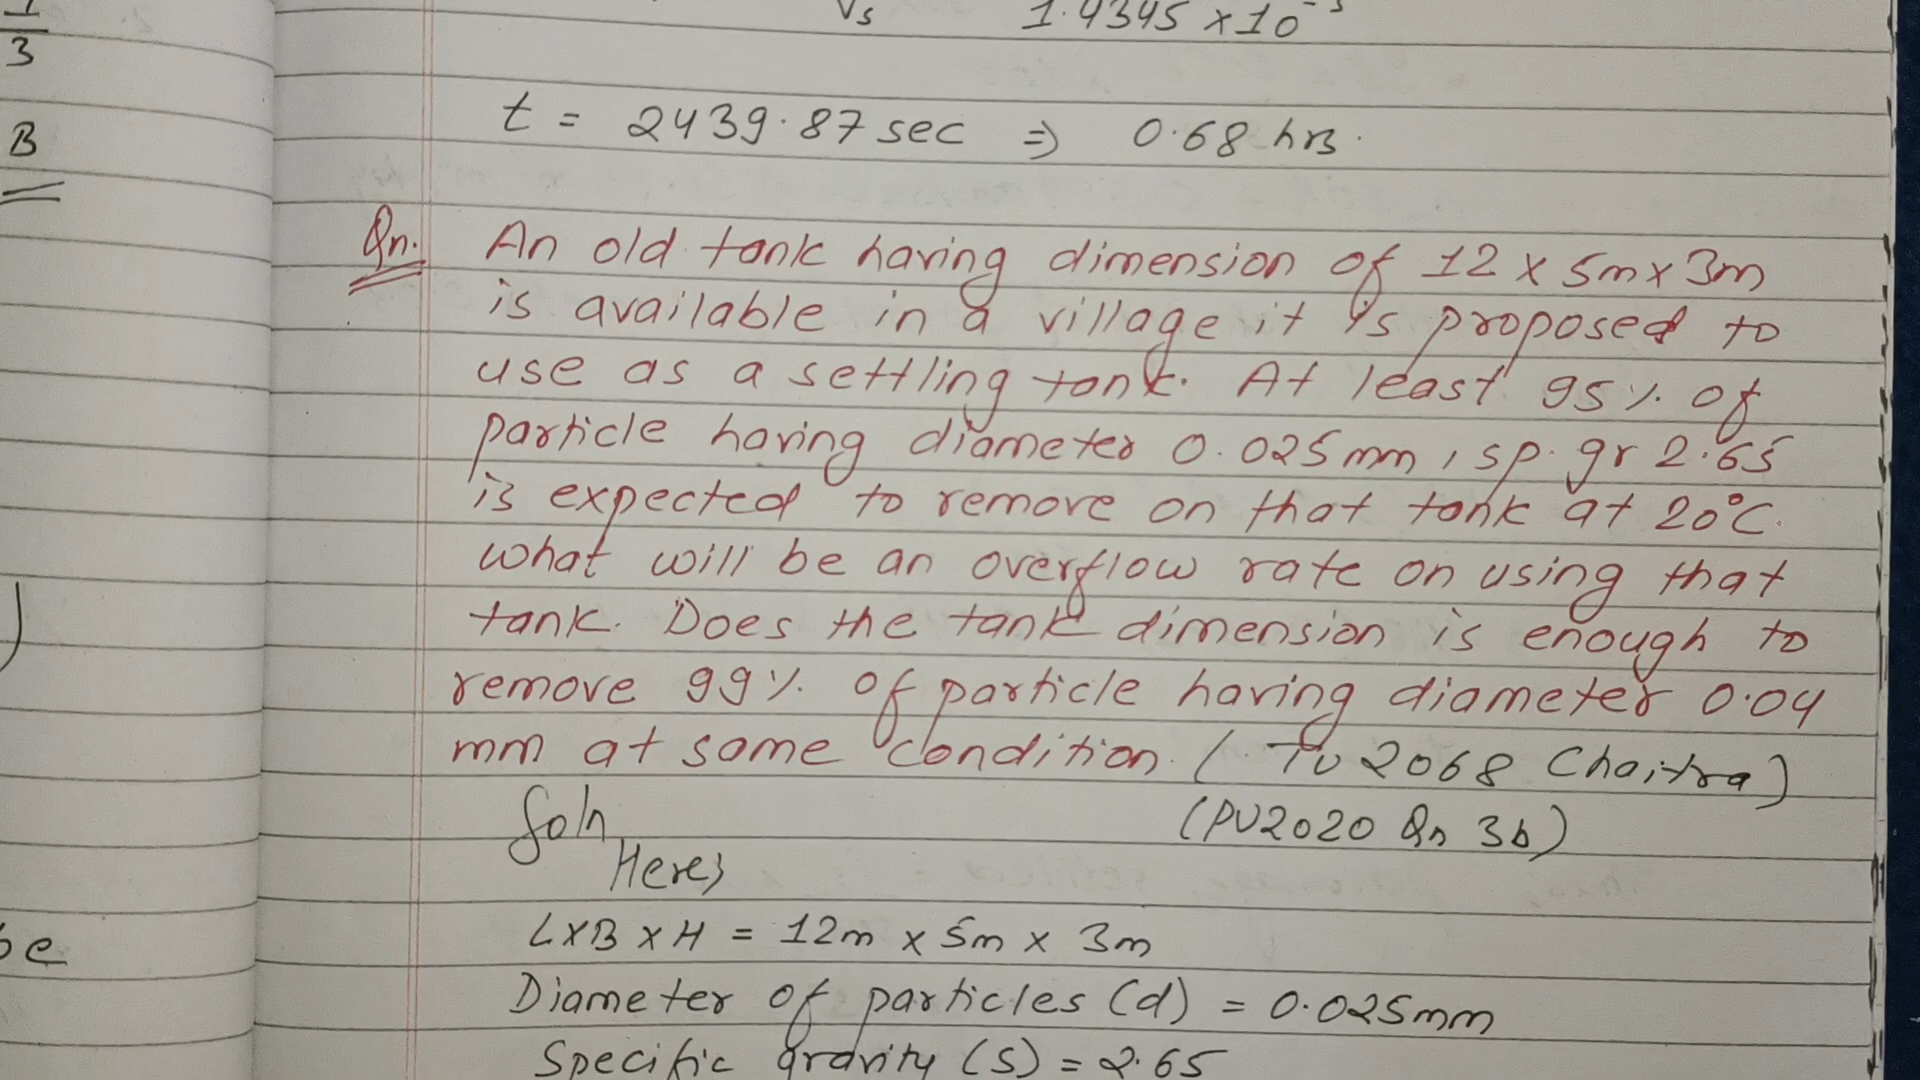 1
3
B
Vs 1.4345 x 10
t = 2439.87 sec => 0.68 hrs.
Qn. An old tank having dimension of 12 x 5m x 3m
is available in a village it is proposed to
use as a settling tank. At least 95%. of
particle having diameter 0.025 mm, sp. gr 2.65
is expected to remove on that tank at 20°C.
What will be an overflow rate on using that
tank. Does the tank dimension is enough to
remove 99%. of particle having diameter 0.04
mm at same condition. (TU 2068 Chaitra)
Soln (PU2020 Qn 3b)
Here,
LXBXH = 12m x 5m x 3m
be
Diameter of particles (d) = 0.025mm
Specific gravity (S) = 2.65